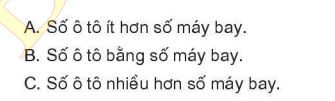 A. Số ô tô ít hơn số máy bay.
B. Số ô tô bằng số máy bay.
C. Số ô tô nhiều hơn số máy bay.